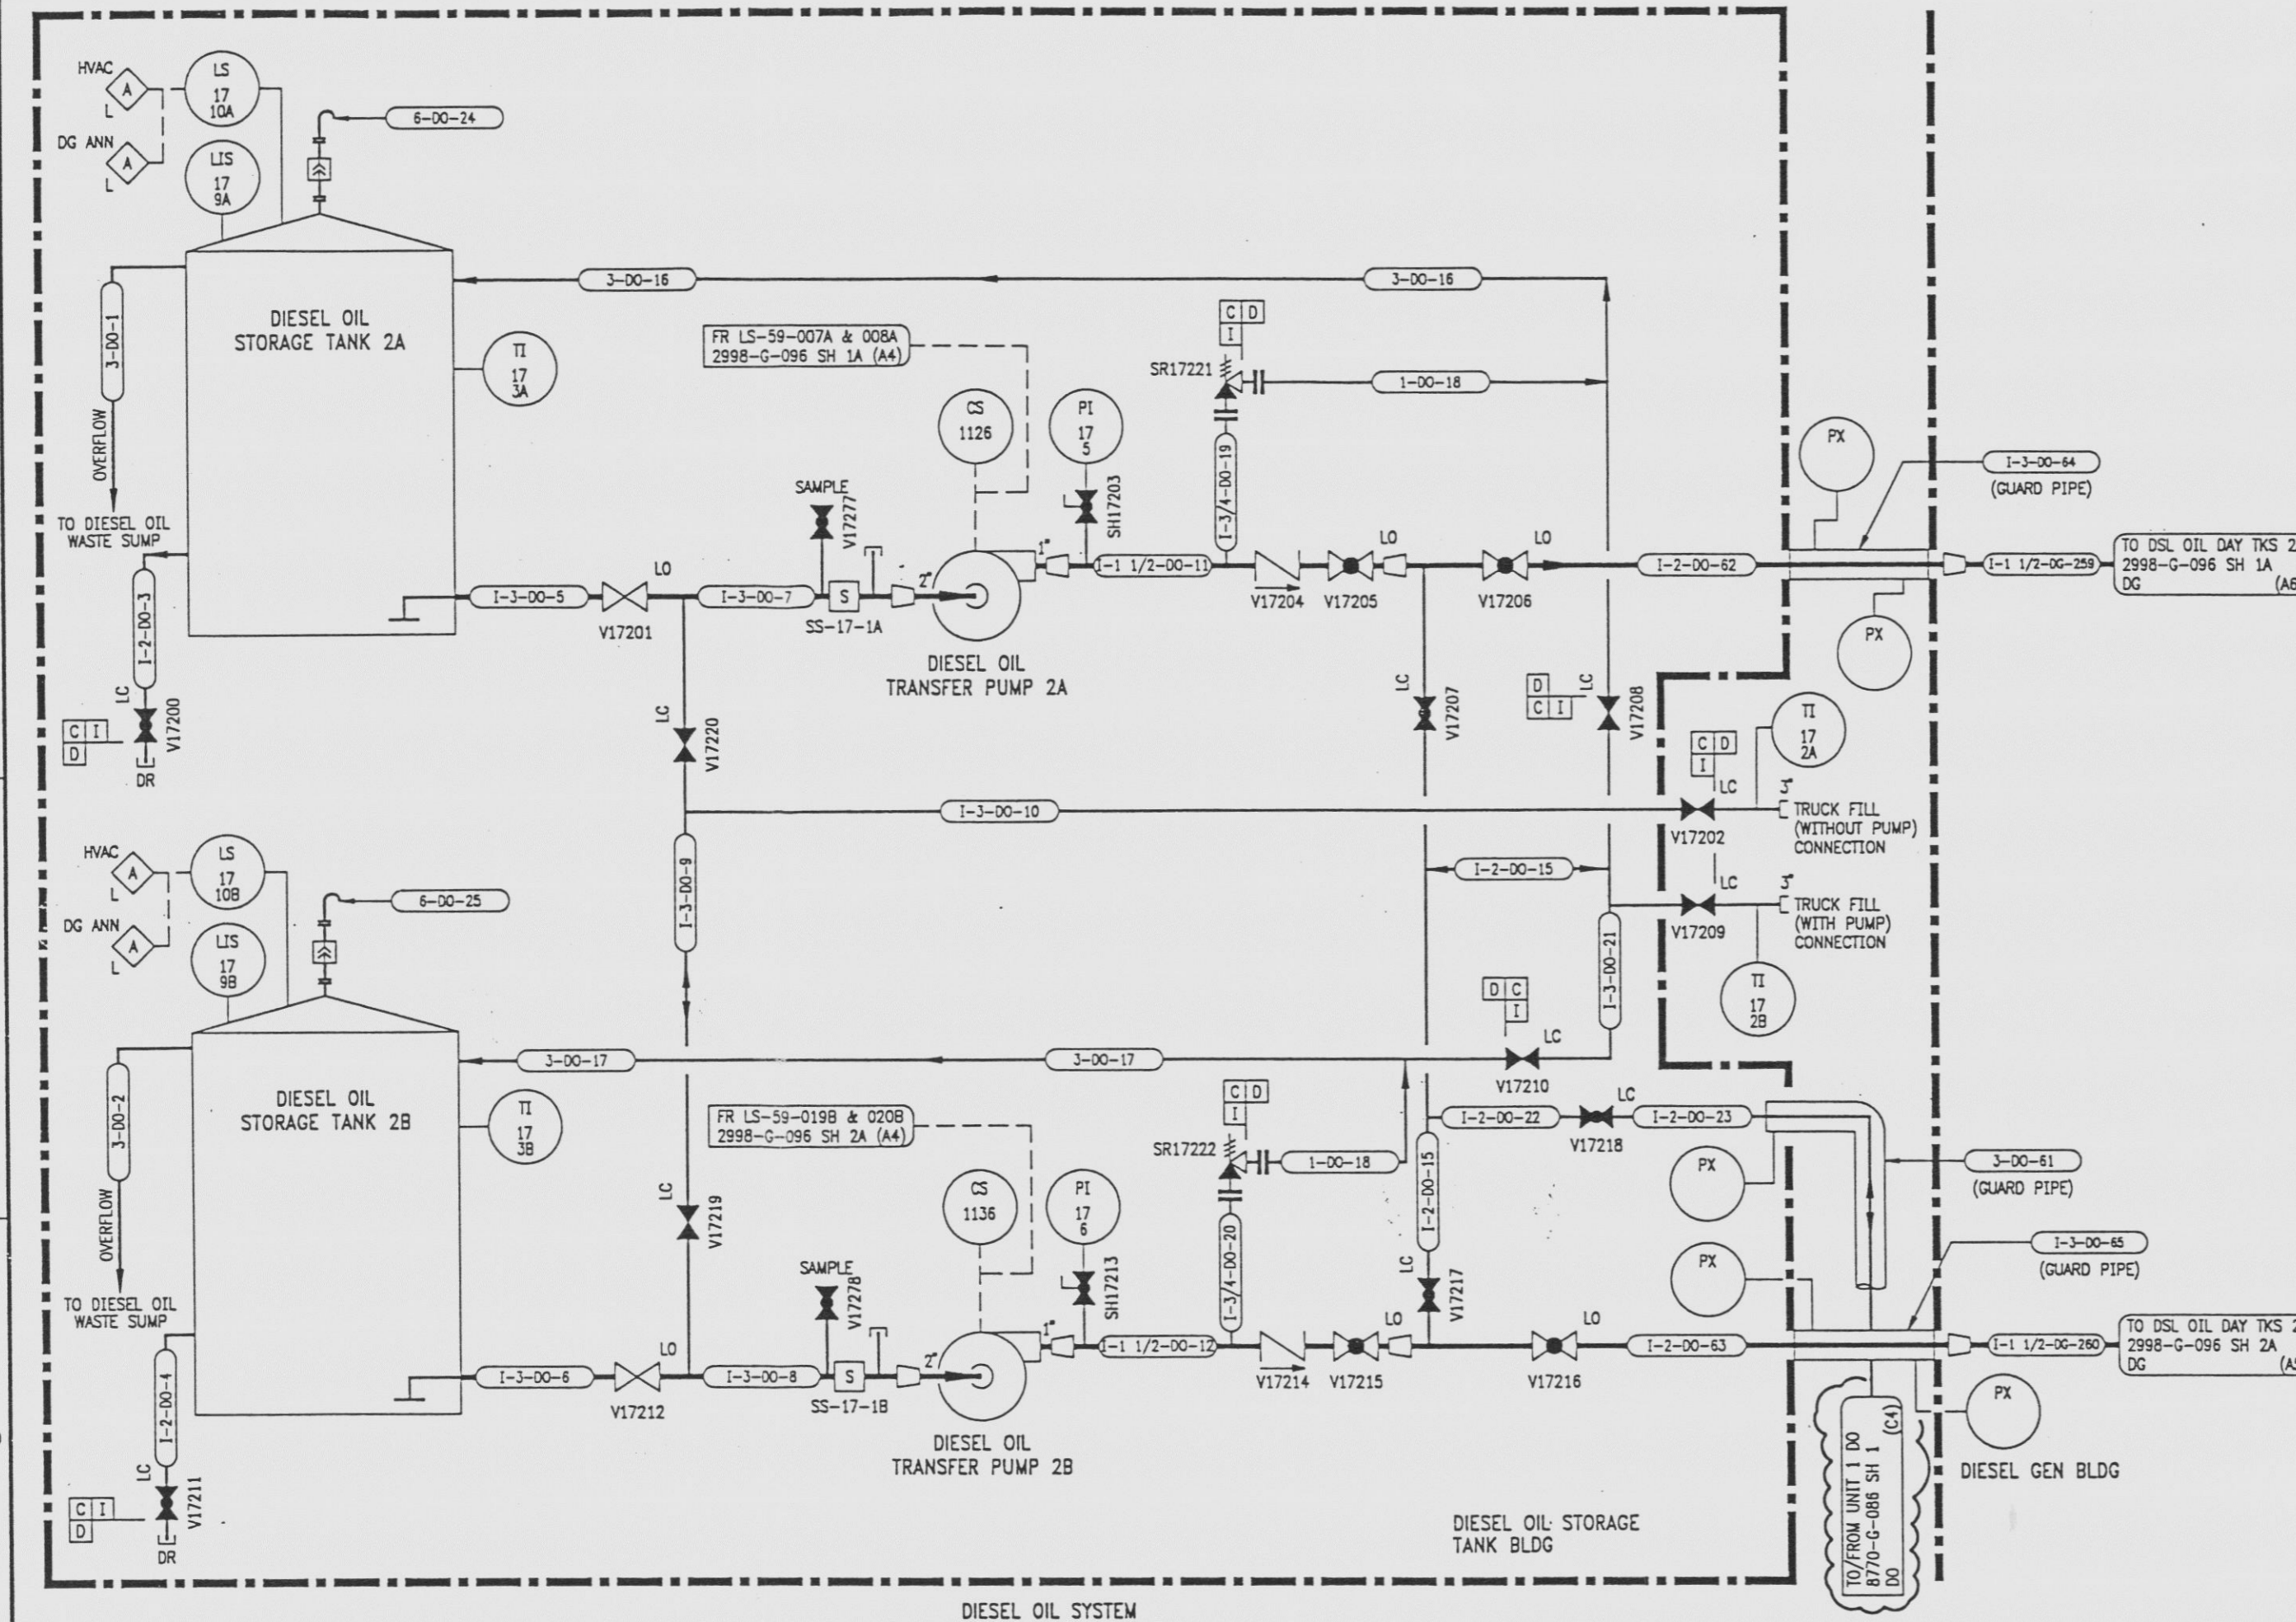 HVAC
A
L
LS
17
10A
6-DO-24
DG ANN
A
L
LIS
17
9A
3-DO-1
OVERFLOW
TO DIESEL OIL
WASTE SUMP
DIESEL OIL
STORAGE TANK 2A
TI
17
3A
3-DO-16
3-DO-16
FR LS-59-007A & 008A
2998-G-096 SH 1A (A4)
CS
1126
PI
17
5
SH17203
C D
I
SR17221
1-DO-18
I-3/4-DO-19
SAMPLE
V17277
I-2-DO-3
LC
V17200
C I
D
DR
I-3-DO-5
LO
V17201
I-3-DO-7
S
SS-17-1A
2"
1"
DIESEL OIL
TRANSFER PUMP 2A
I-1 1/2-DO-11
V17204
V17205
LO
V17206
LO
I-2-DO-62
PX
PX
I-3-DO-64
(GUARD PIPE)
I-1 1/2-DG-259
TO DSL OIL DAY TKS 2
2998-G-096 SH 1A
DG (A6
LC
V17220
LC
V17207
D
C I
LC
V17208
TI
17
2A
C D
I
LC
V17202
3"
TRUCK FILL
(WITHOUT PUMP)
CONNECTION
I-3-DO-10
I-3-DO-9
I-2-DO-15
LC
V17209
3"
TRUCK FILL
(WITH PUMP)
CONNECTION
TI
17
2B
I-3-DO-21
HVAC
A
L
LS
17
10B
6-DO-25
DG ANN
A
L
LIS
17
9B
3-DO-2
OVERFLOW
TO DIESEL OIL
WASTE SUMP
DIESEL OIL
STORAGE TANK 2B
TI
17
3B
3-DO-17
3-DO-17
D C
I
LC
V17210
FR LS-59-019B & 020B
2998-G-096 SH 2A (A4)
CS
1136
PI
17
6
SH17213
C D
I
SR17222
1-DO-18
I-3/4-DO-20
I-2-DO-22
LC
V17218
I-2-DO-23
I-2-DO-15
LC
V17217
PX
PX
3-DO-61
(GUARD PIPE)
I-3-DO-65
(GUARD PIPE)
LC
V17219
SAMPLE
V17278
I-2-DO-4
LC
V17211
C I
D
DR
I-3-DO-6
LO
V17212
I-3-DO-8
S
SS-17-1B
2"
1"
DIESEL OIL
TRANSFER PUMP 2B
I-1 1/2-DO-12
V17214
V17215
LO
V17216
LO
I-2-DO-63
I-1 1/2-DG-260
TO DSL OIL DAY TKS 2
2998-G-096 SH 2A
DG
PX
DIESEL GEN BLDG
TO/FROM UNIT 1 DO
8770-G-086 SH 1
DO (C4)
DIESEL OIL STORAGE
TANK BLDG
DIESEL OIL SYSTEM